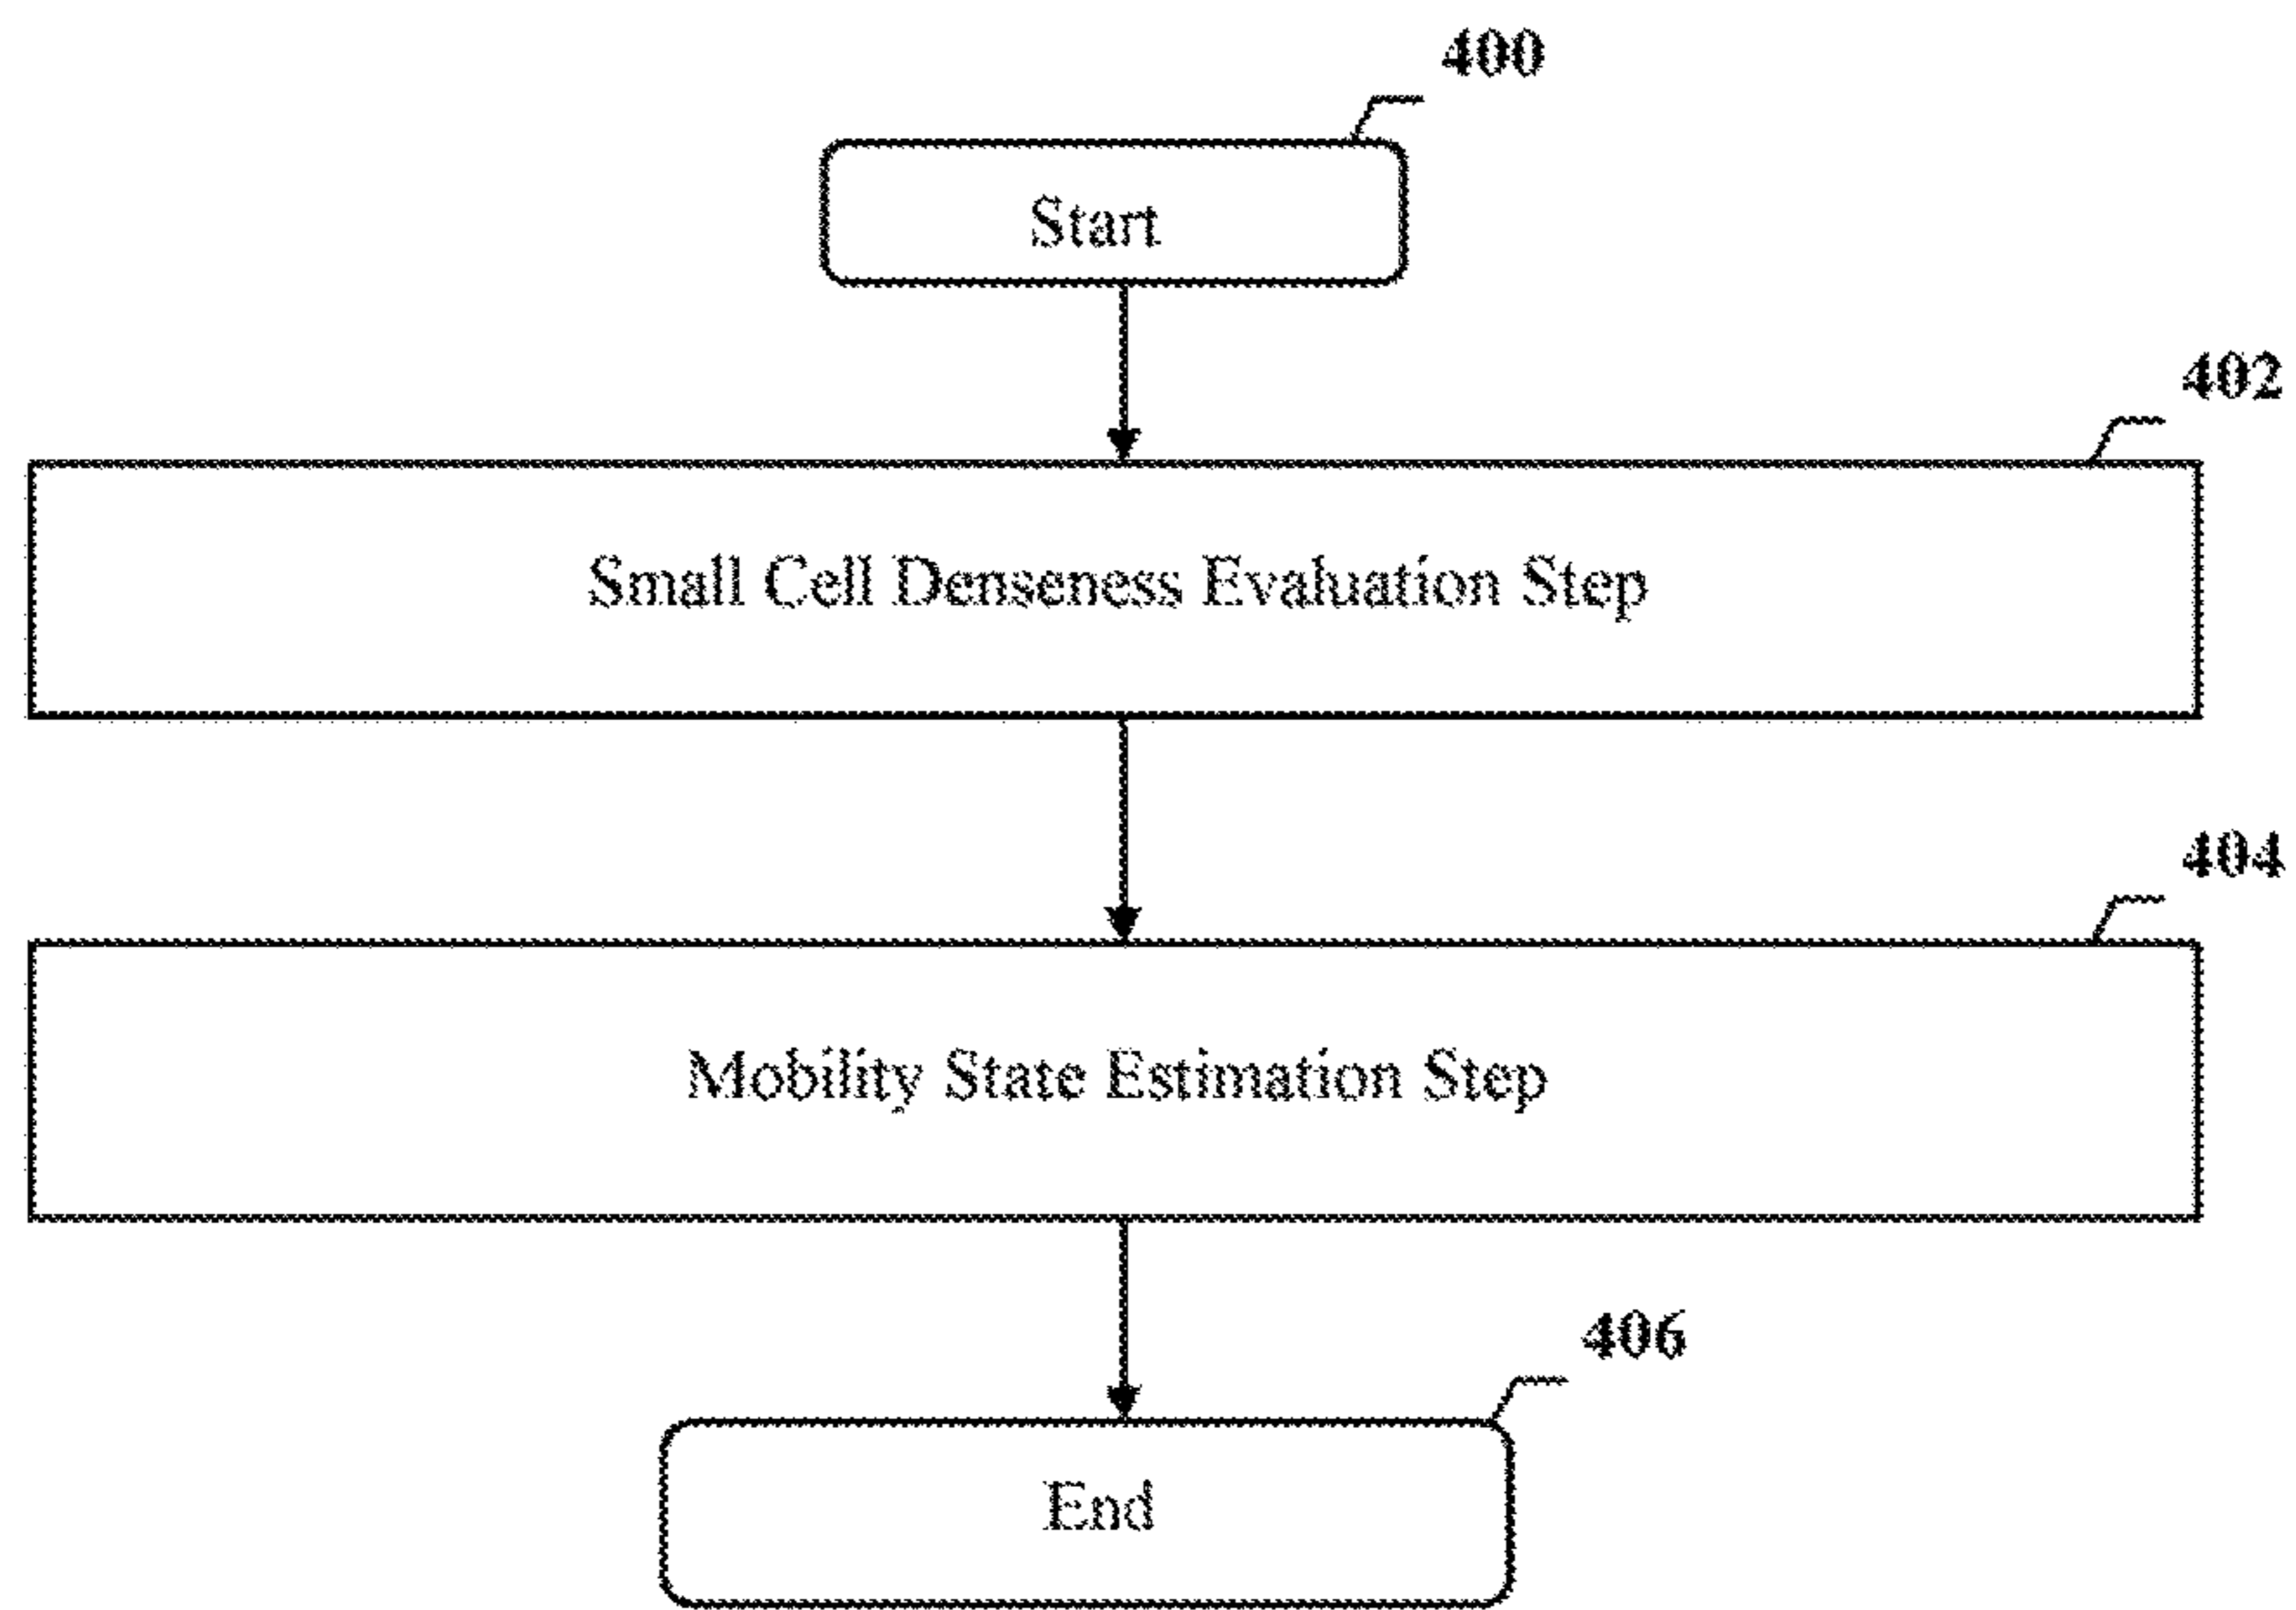 400
Start
402
Small Cell Denseness Evaluation Step
404
Mobility State Estimation Step
406
End